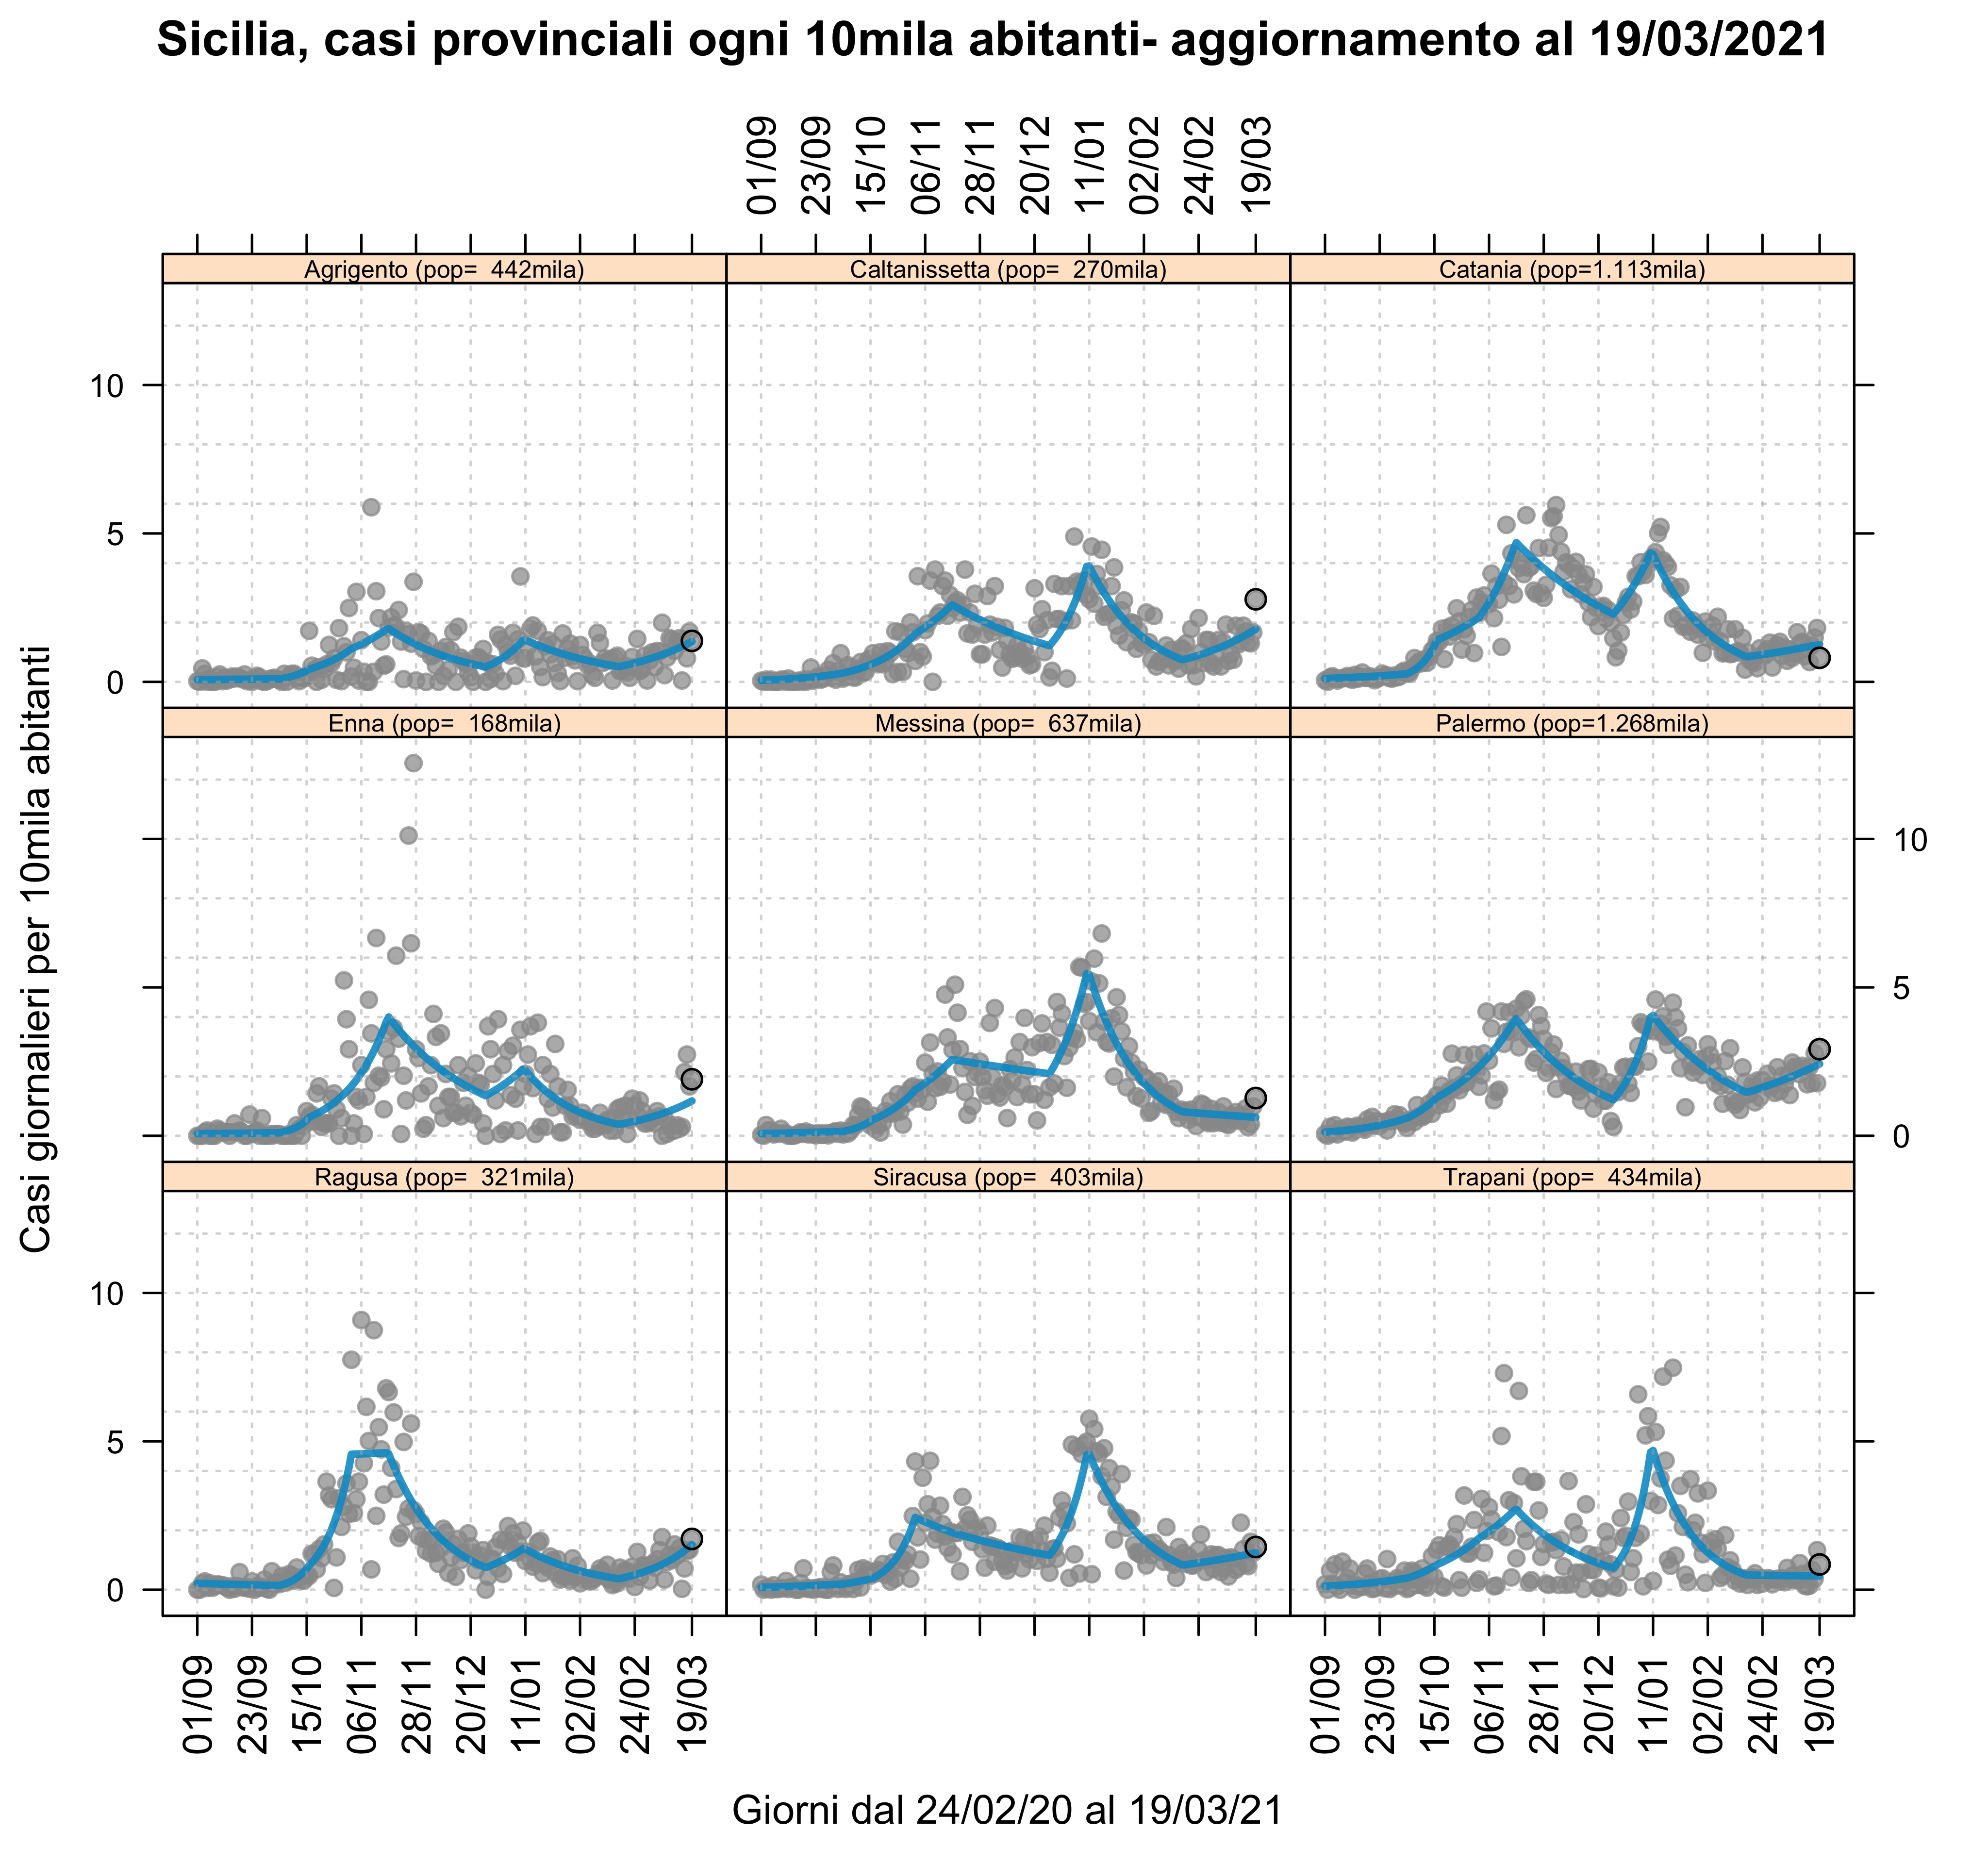 Sicilia, casi provinciali ogni 10mila abitanti- aggiornamento al 19/03/2021
01/09 23/09 15/10 06/11 28/11 20/12 11/01 02/02 24/02 19/03
Agrigento (pop=  442mila)
Caltanissetta (pop=  270mila)
Catania (pop=1.113mila)
10
5
0
Enna (pop=  168mila)
Messina (pop=  637mila)
Palermo (pop=1.268mila)
10
5
0
Ragusa (pop=  321mila)
Siracusa (pop=  403mila)
Trapani (pop=  434mila)
10
5
0
Casi giornalieri per 10mila abitanti
01/09 23/09 15/10 06/11 28/11 20/12 11/01 02/02 24/02 19/03
01/09 23/09 15/10 06/11 28/11 20/12 11/01 02/02 24/02 19/03
Giorni dal 24/02/20 al 19/03/21